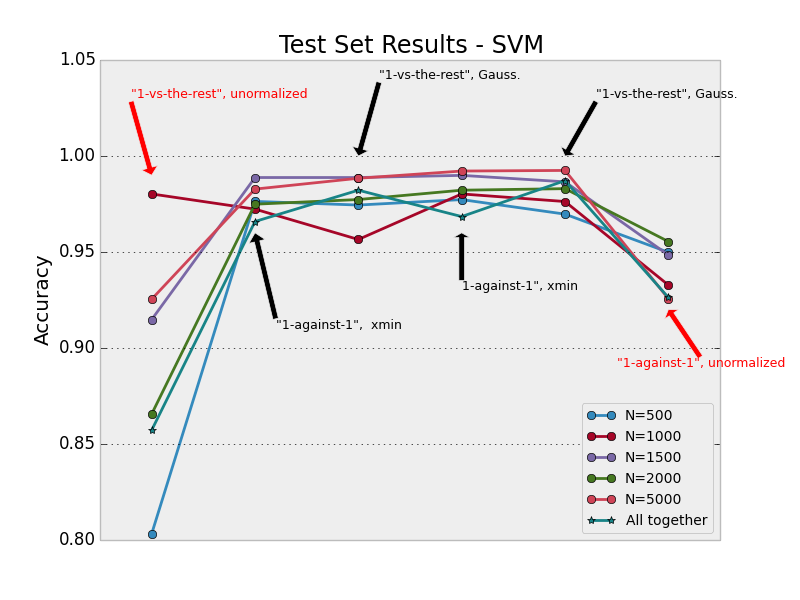 Test Set Results - SVM
1.05
1.00
0.95
0.90
0.85
0.80
Accuracy
"1-vs-the-rest", unormalized
"1-vs-the-rest", Gauss.
"1-vs-the-rest", Gauss.
"1-against-1",  xmin
1-against-1", xmin
"1-against-1", unormalized
N=500
N=1000
N=1500
N=2000
N=5000
All together